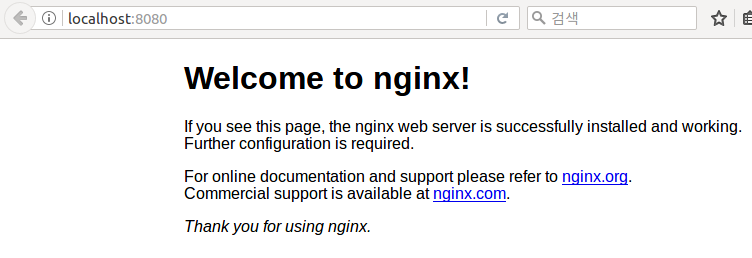 localhost:8080
검색
Welcome to nginx!
If you see this page, the nginx web server is successfully installed and working.
Further configuration is required.
For online documentation and support please refer to nginx.org.
Commercial support is available at nginx.com.
Thank you for using nginx.